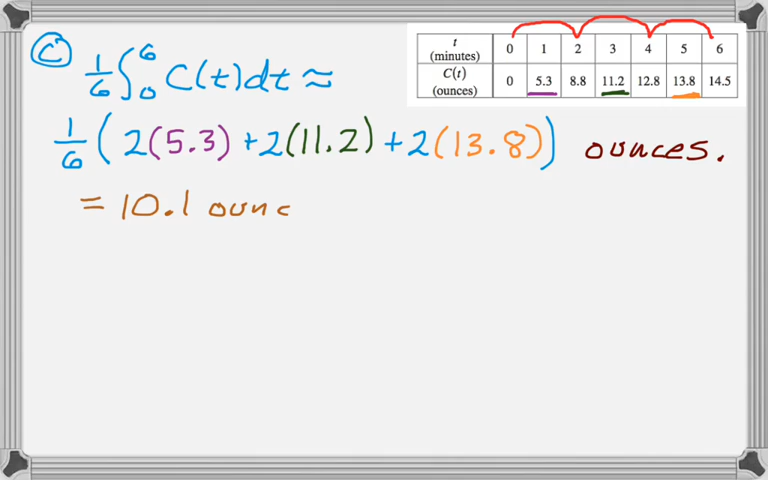 C
1/6 ∫₀⁶ C(t)dt ≈
t (minutes) 0 1 2 3 4 5 6
C(t) (ounces) 0 5.3 8.8 11.2 12.8 13.8 14.5
1/6 (2(5.3) + 2(11.2) + 2(13.8)) ounces.
= 10.1 ounc